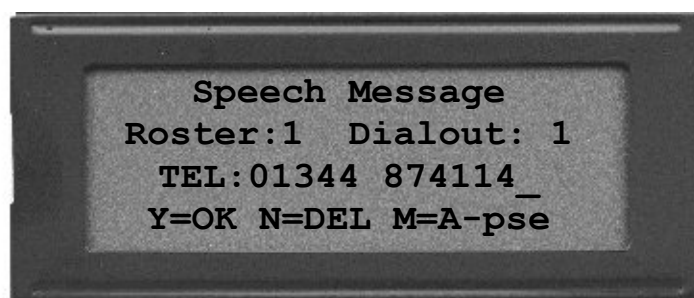 Speech Message
Roster:1 Dialout: 1
TEL:01344 874114_
Y=OK N=DEL M=A-pse